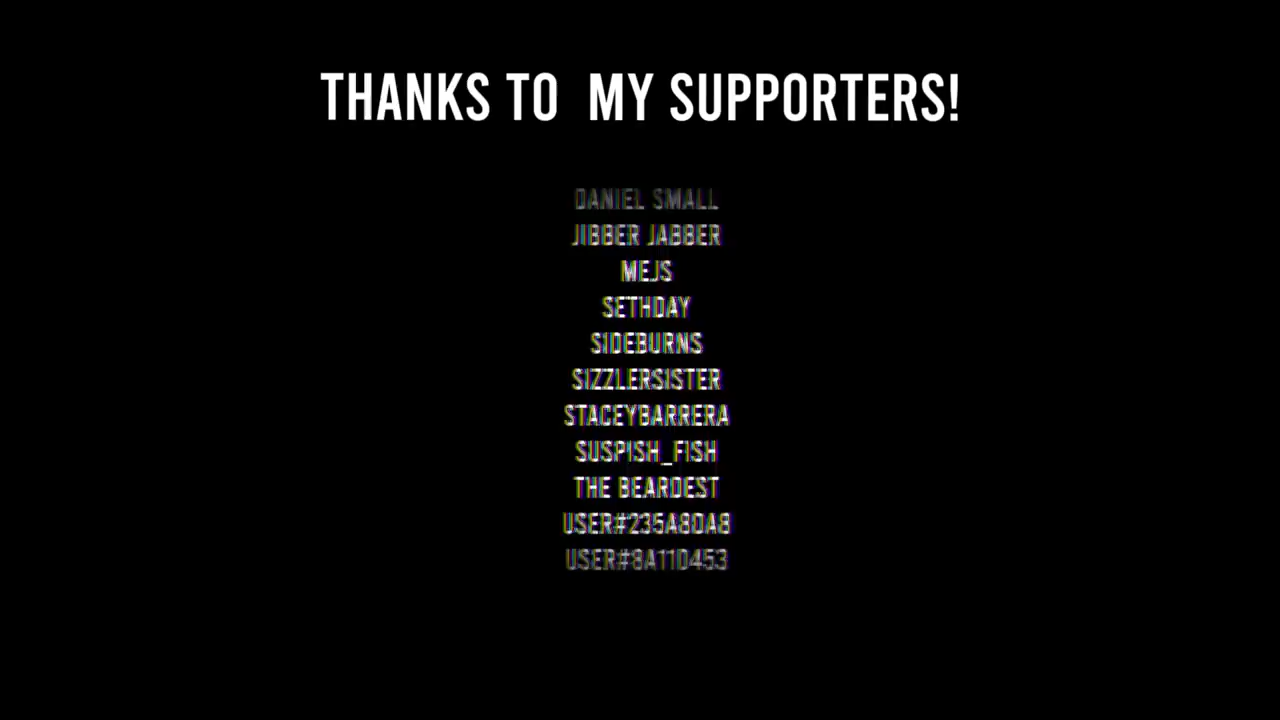 THANKS TO  MY SUPPORTERS!
DANIEL SMALL
JIBBER JABBER
MEJS
SETHDAY
SIDEBURNS
SIZZLERSISTER
STACEYBARRERA
SUSPISH_FISH
THE BEARDEST
USER#235A8DA8
USER#8A11D453